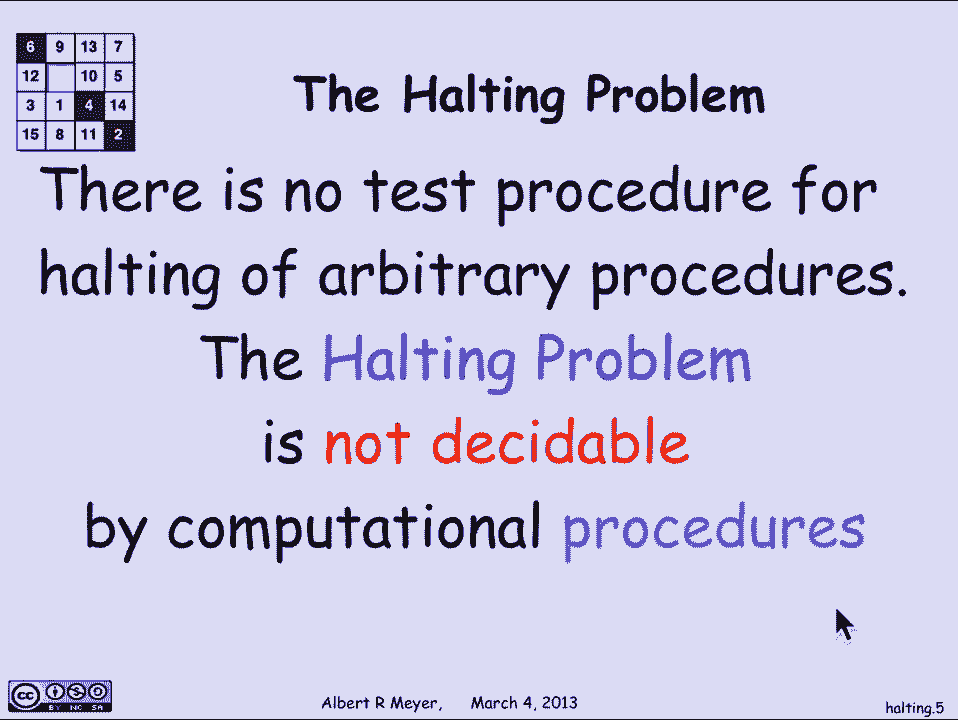 6 9 13 7
12 10 5
3 1 4 14
15 8 11 2
The Halting Problem
There is no test procedure for
halting of arbitrary procedures.
The Halting Problem
is not decidable
by computational procedures
cc
BY NC SA
Albert R Meyer, March 4, 2013
halting.5